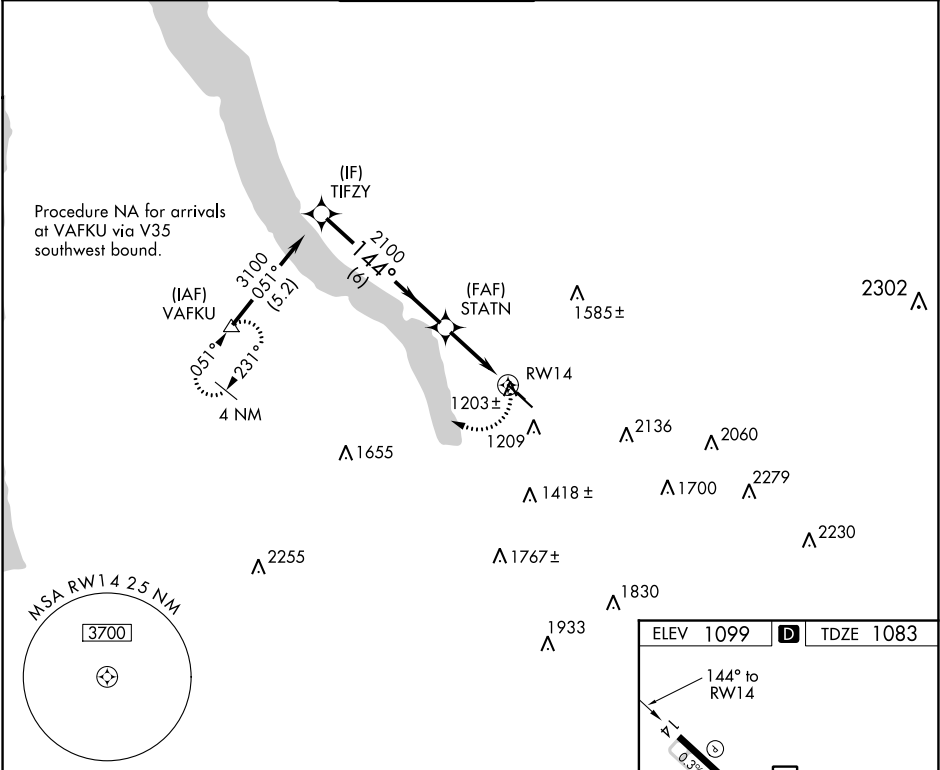 (IF)
TIFZY
Procedure NA for arrivals
at VAFKU via V35
southwest bound.
2100
144°
(6)
3100
051°
(5.2)
(IAF)
VAFKU
(FAF)
STATN
1585±
2302
051°
231°
4 NM
RW14
1203±
1209
2136
2060
1655
1418 ±
1700
2279
2230
2255
1767±
1830
1933
MSA RW14 25 NM
3700
ELEV 1099 D TDZE 1083
144° to
RW14
14
P
0.3%